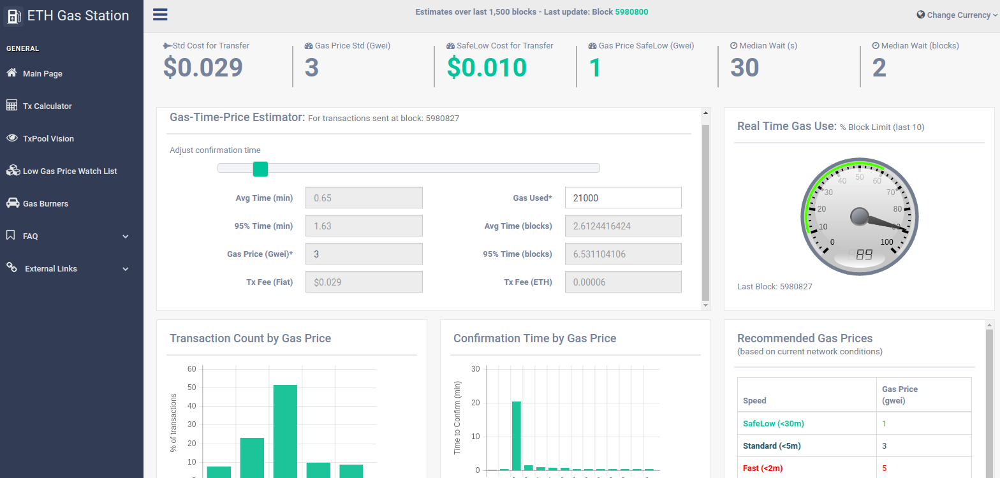 ETH Gas Station
Estimates over last 1,500 blocks - Last update: Block 5980800
Change Currency
GENERAL
Main Page
Tx Calculator
TxPool Vision
Low Gas Price Watch List
Gas Burners
FAQ
External Links
Std Cost for Transfer
$0.029
Gas Price Std (Gwei)
3
SafeLow Cost for Transfer
$0.010
Gas Price SafeLow (Gwei)
1
Median Wait (s)
30
Median Wait (blocks)
2
Gas-Time-Price Estimator: For transactions sent at block: 5980827
Adjust confirmation time
Avg Time (min) 0.65
Gas Used* 21000
95% Time (min) 1.63
Avg Time (blocks) 2.6124416424
Gas Price (Gwei)* 3
95% Time (blocks) 6.531104106
Tx Fee (Fiat) $0.029
Tx Fee (ETH) 0.00006
Real Time Gas Use: % Block Limit (last 10)
0
10
20
30
40
50
60
70
80
90
100
89
Last Block: 5980827
Transaction Count by Gas Price
% of transactions
60
50
40
30
20
10
Confirmation Time by Gas Price
Time to Confirm (min)
30
20
10
0
Recommended Gas Prices
(based on current network conditions)
Speed
Gas Price
(gwei)
SafeLow (<30m) 1
Standard (<5m) 3
Fast (<2m) 5